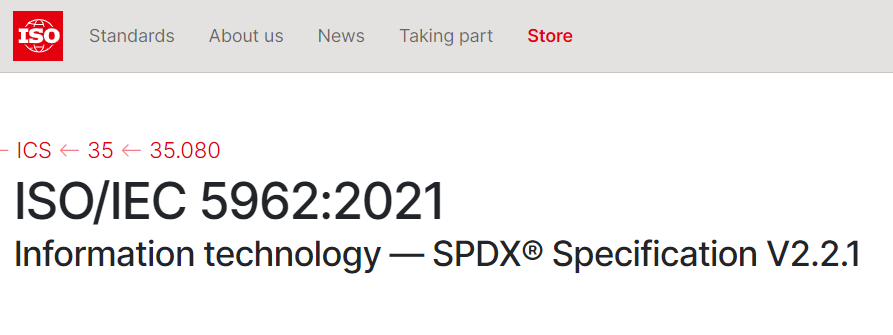 ISO Standards About us News Taking part Store
← ICS ← 35 ← 35.080
ISO/IEC 5962:2021
Information technology — SPDX® Specification V2.2.1